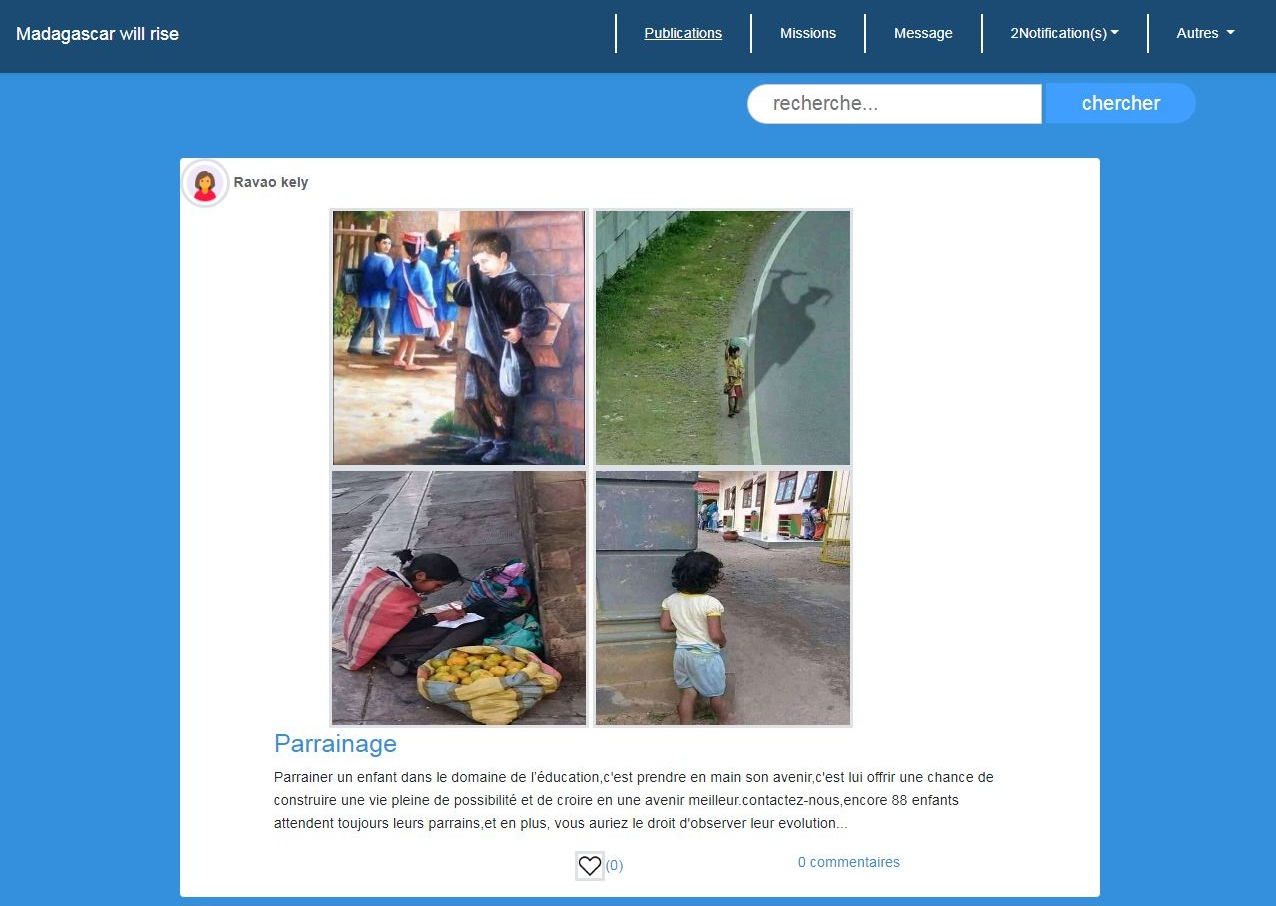 Madagascar will rise
Publications
Missions
Message
2Notification(s)
Autres
recherche...
chercher
Ravao kely
Parrainage
Parrainer un enfant dans le domaine de l'éducation,c'est prendre en main son avenir,c'est lui offrir une chance de
construire une vie pleine de possibilité et de croire en une avenir meilleur.contactez-nous,encore 88 enfants
attendent toujours leurs parrains,et en plus, vous auriez le droit d'observer leur evolution...
(0)
0 commentaires